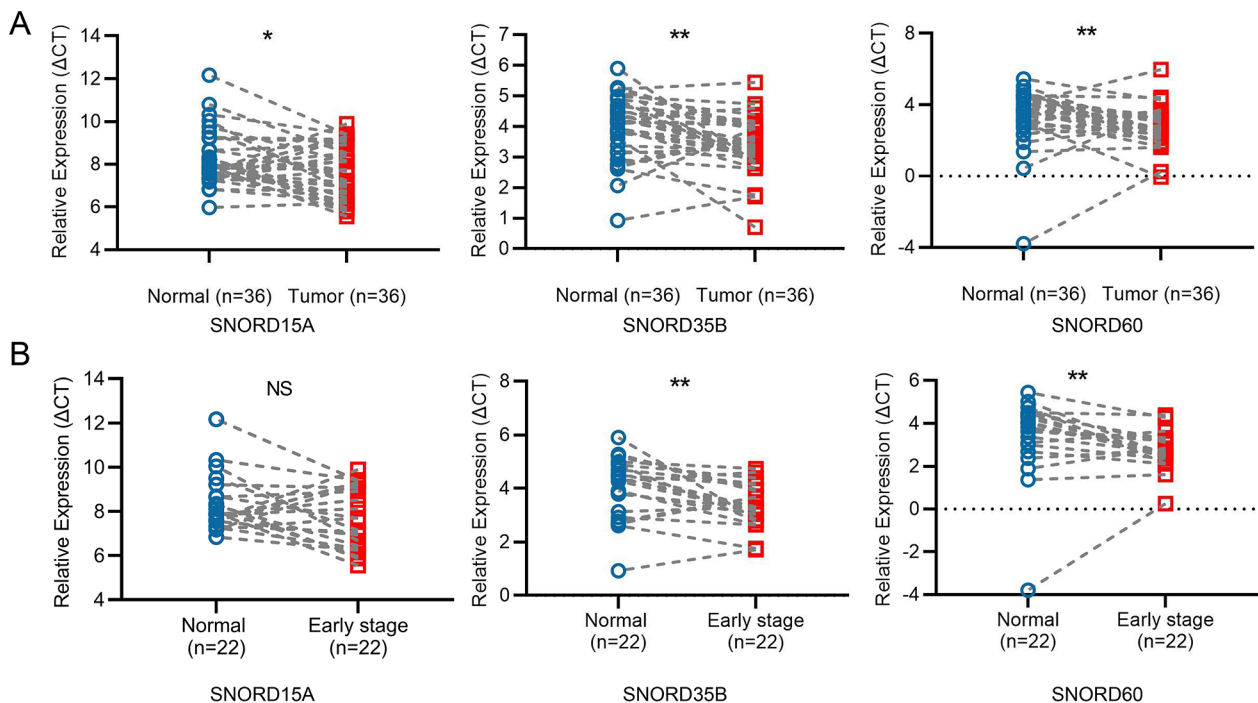 A
Relative Expression (ΔCT)
14
12
10
8
6
4
*
Normal (n=36) Tumor (n=36)
SNORD15A
Relative Expression (ΔCT)
7
6
5
4
3
2
1
0
**
Normal (n=36) Tumor (n=36)
SNORD35B
Relative Expression (ΔCT)
8
4
0
-4
**
Normal (n=36) Tumor (n=36)
SNORD60
B
Relative Expression (ΔCT)
14
12
10
8
6
4
NS
Normal Early stage
(n=22) (n=22)
SNORD15A
Relative Expression (ΔCT)
8
6
4
2
0
**
Normal Early stage
(n=22) (n=22)
SNORD35B
Relative Expression (ΔCT)
6
4
2
0
-2
-4
**
Normal Early stage
(n=22) (n=22)
SNORD60